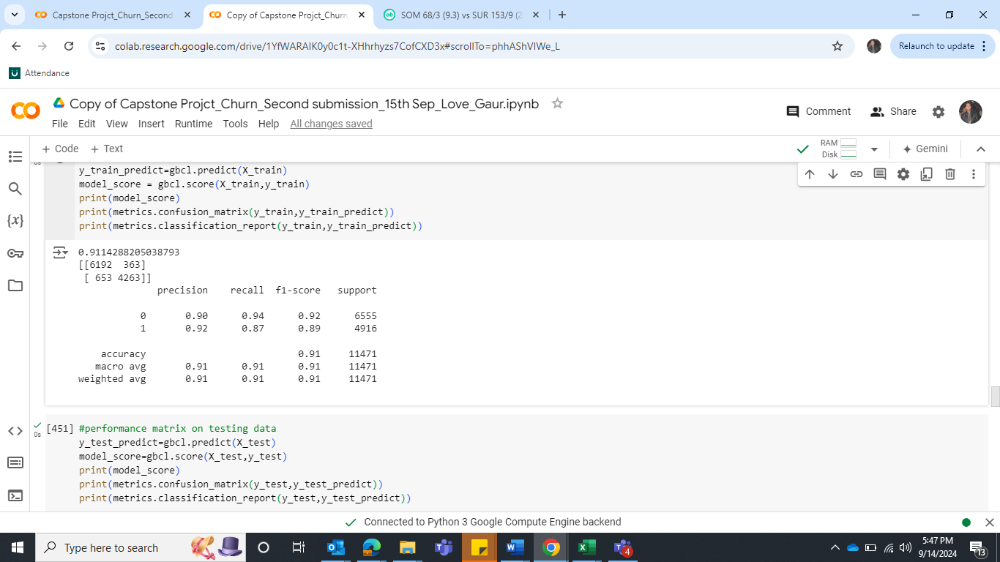 Capstone Projct_Churn_Second
Copy of Capstone Projct_Churn
SOM 68/3 (9.3) vs SUR 153/9 (2
colab.research.google.com/drive/1YfWARAIK0y0c1t-XHhrhyzs7CofCXD3x#scrollTo=phhAShVIWe_L
Relaunch to update
Attendance
Copy of Capstone Projct_Churn_Second submission_15th Sep_Love_Gaur.ipynb
Comment
Share
File Edit View Insert Runtime Tools Help All changes saved
+ Code + Text
RAM
Disk
Gemini
0s
y_train_predict=gbcl.predict(X_train)
model_score = gbcl.score(X_train,y_train)
print(model_score)
print(metrics.confusion_matrix(y_train,y_train_predict))
print(metrics.classification_report(y_train,y_train_predict))
0.9114288205038793
[[6192 363]
[ 653 4263]]
precision recall f1-score support
0 0.90 0.94 0.92 6555
1 0.92 0.87 0.89 4916
accuracy 0.91 11471
macro avg 0.91 0.91 0.91 11471
weighted avg 0.91 0.91 0.91 11471
[451] #performance matrix on testing data
0s
y_test_predict=gbcl.predict(X_test)
model_score=gbcl.score(X_test,y_test)
print(model_score)
print(metrics.confusion_matrix(y_test,y_test_predict))
print(metrics.classification_report(y_test,y_test_predict))
Connected to Python 3 Google Compute Engine backend
Type here to search
4
5:47 PM
9/14/2024
13